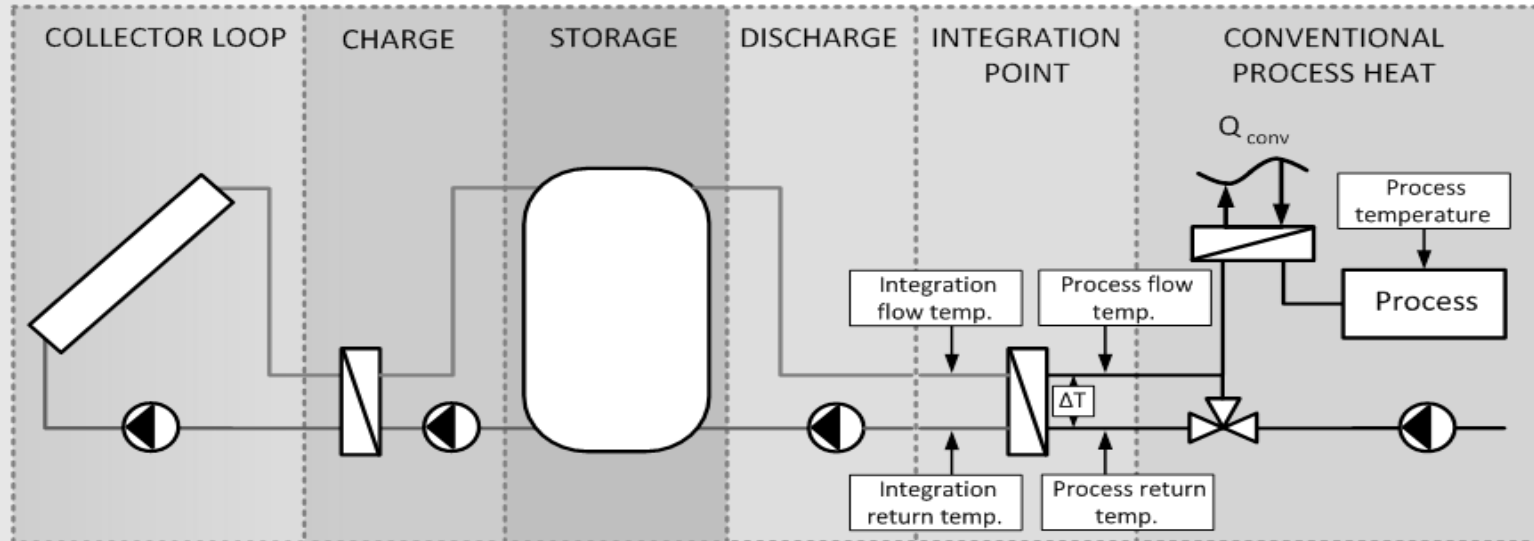 COLLECTOR LOOP
CHARGE
STORAGE
DISCHARGE
INTEGRATION
POINT
CONVENTIONAL
PROCESS HEAT
Q conv
Process
temperature
Integration
flow temp.
Process flow
temp.
Process
ΔT
Integration
return temp.
Process return
temp.